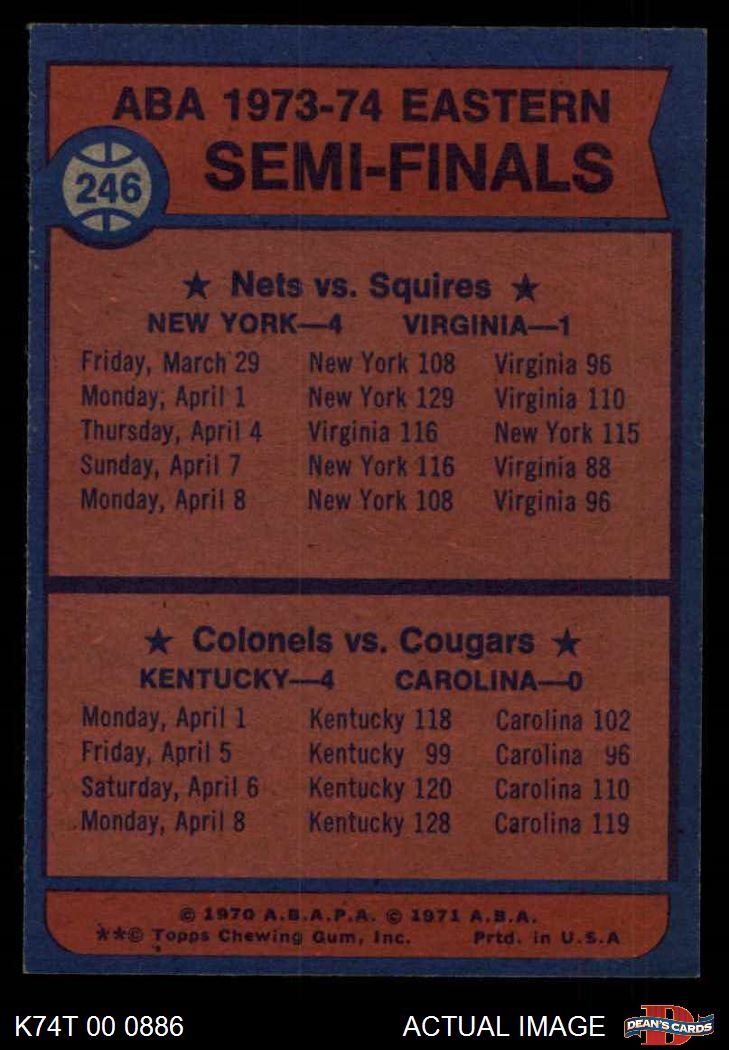 ABA 1973-74 EASTERN
SEMI-FINALS
246
★ Nets vs. Squires ★
NEW YORK—4 VIRGINIA—1
Friday, March 29 New York 108 Virginia 96
Monday, April 1 New York 129 Virginia 110
Thursday, April 4 Virginia 116 New York 115
Sunday, April 7 New York 116 Virginia 88
Monday, April 8 New York 108 Virginia 96
★ Colonels vs. Cougars ★
KENTUCKY—4 CAROLINA—0
Monday, April 1 Kentucky 118 Carolina 102
Friday, April 5 Kentucky 99 Carolina 96
Saturday, April 6 Kentucky 120 Carolina 110
Monday, April 8 Kentucky 128 Carolina 119
© 1970 A.B.A.P.A. © 1971 A.B.A.
**© Topps Chewing Gum, Inc. Prtd. in U.S.A
K74T 00 0886 ACTUAL IMAGE DEAN'S CARDS